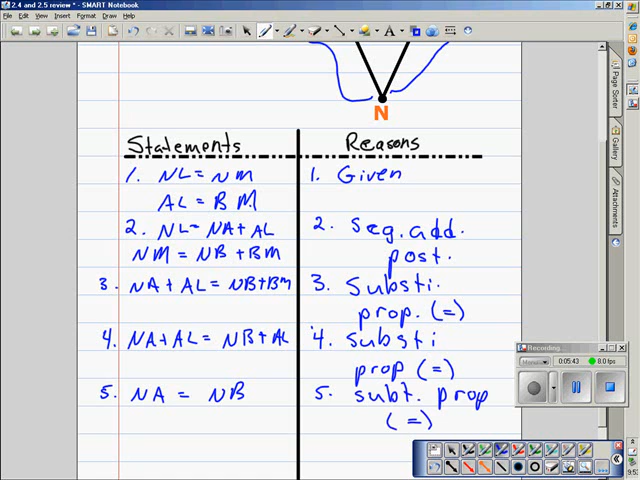 2.4 and 2.5 review * - SMART Notebook
File Edit View Insert Format Draw Help
N
Statements Reasons
1. NL = NM 1. Given
AL = BM
2. NL = NA + AL 2. Seg. add.
NM = NB + BM post.
3. NA + AL = NB + BM 3. Substi.
prop. (=)
4. NA + AL = NB + AL 4. substi
prop (=)
5. NA = NB 5. subt. prop
(=)
Page Sorter
Gallery
Attachments
Recording...
Menu
05:43
8.0 fps